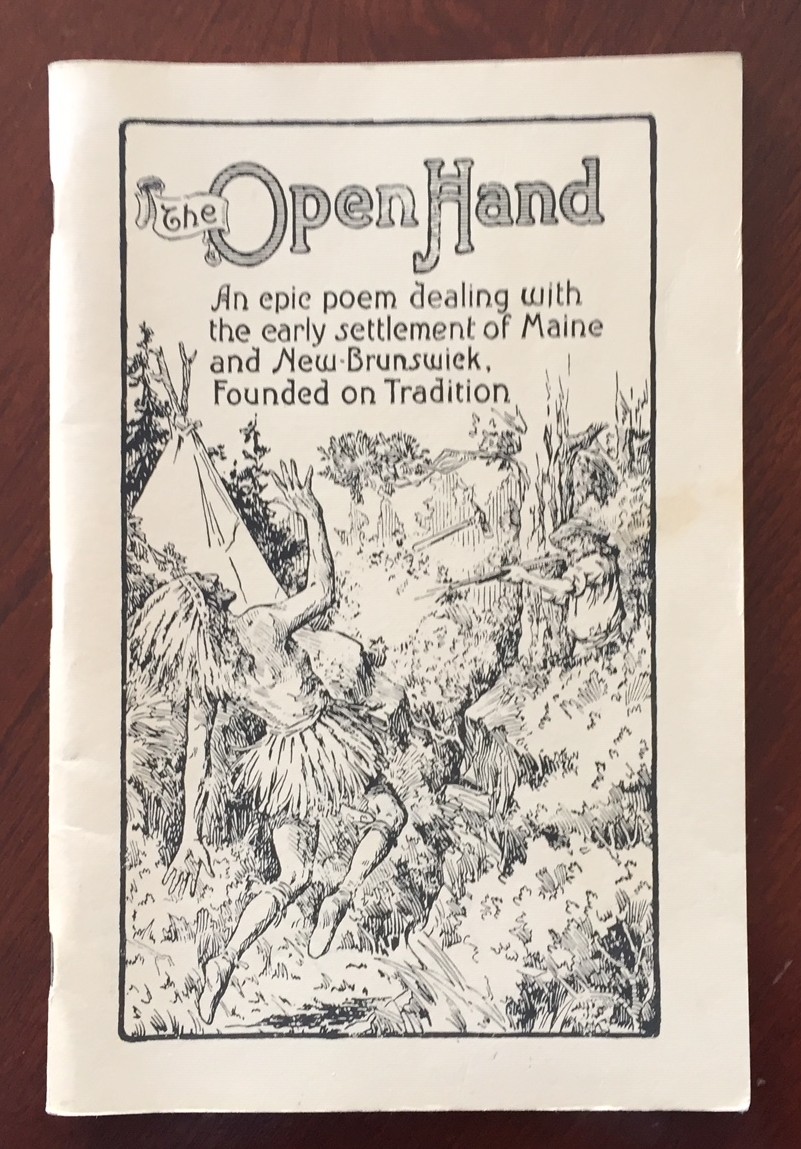 The Open Hand
An epic poem dealing with
the early settlement of Maine
and New-Brunswick,
Founded on Tradition